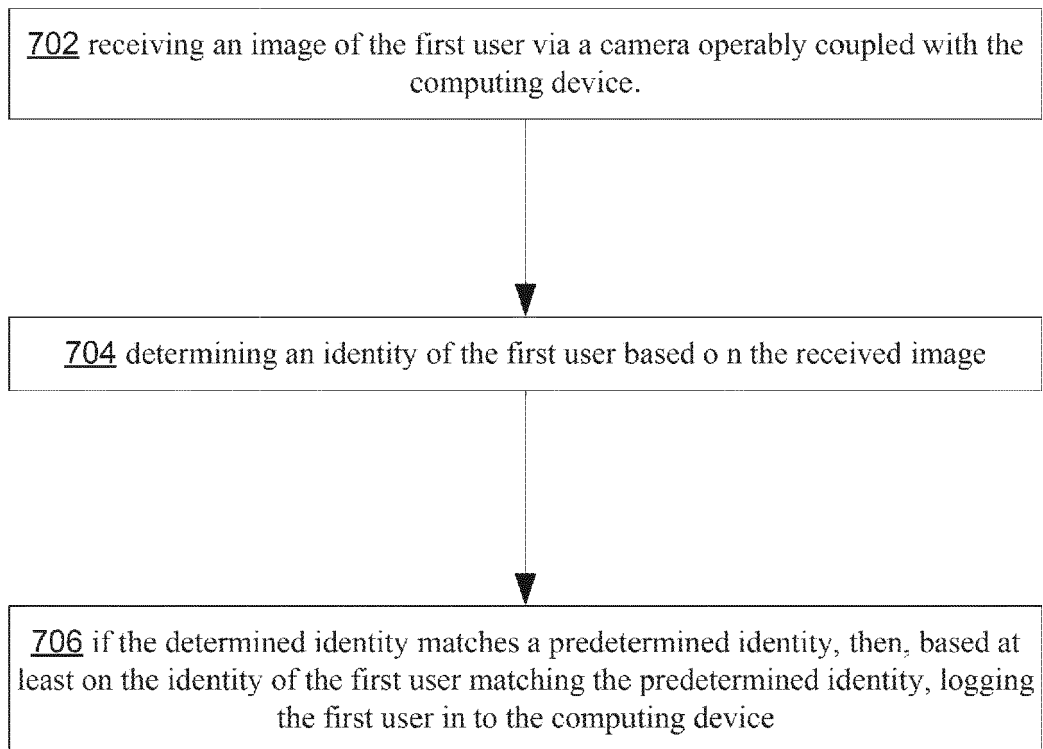 702 receiving an image of the first user via a camera operably coupled with the
computing device.
704 determining an identity of the first user based o n the received image
706 if the determined identity matches a predetermined identity, then, based at
least on the identity of the first user matching the predetermined identity, logging
the first user in to the computing device